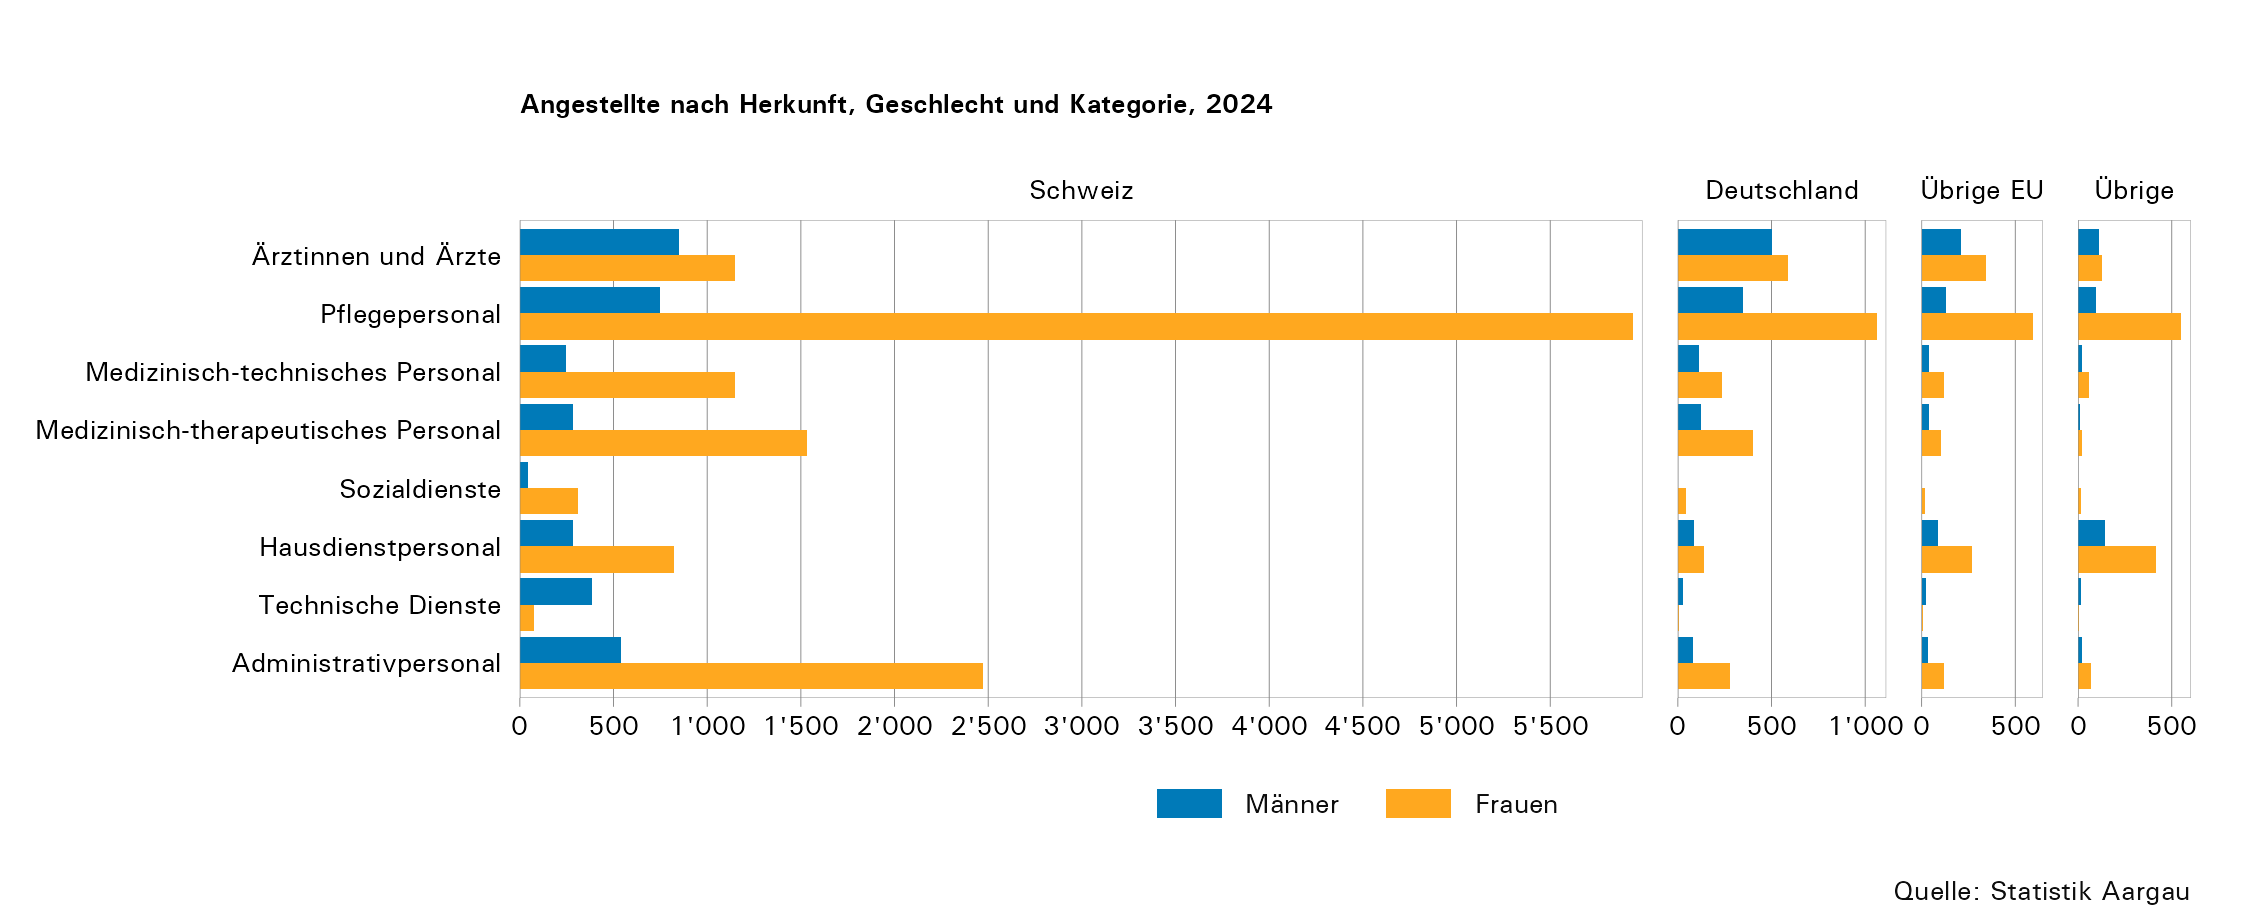 Angestellte nach Herkunft, Geschlecht und Kategorie, 2024
Schweiz Deutschland Übrige EU Übrige
Ärztinnen und Ärzte
Pflegepersonal
Medizinisch-technisches Personal
Medizinisch-therapeutisches Personal
Sozialdienste
Hausdienstpersonal
Technische Dienste
Administrativpersonal
0 500 1'000 1'500 2'000 2'500 3'000 3'500 4'000 4'500 5'000 5'500 0 500 1'000 0 500 0 500
Männer Frauen
Quelle: Statistik Aargau